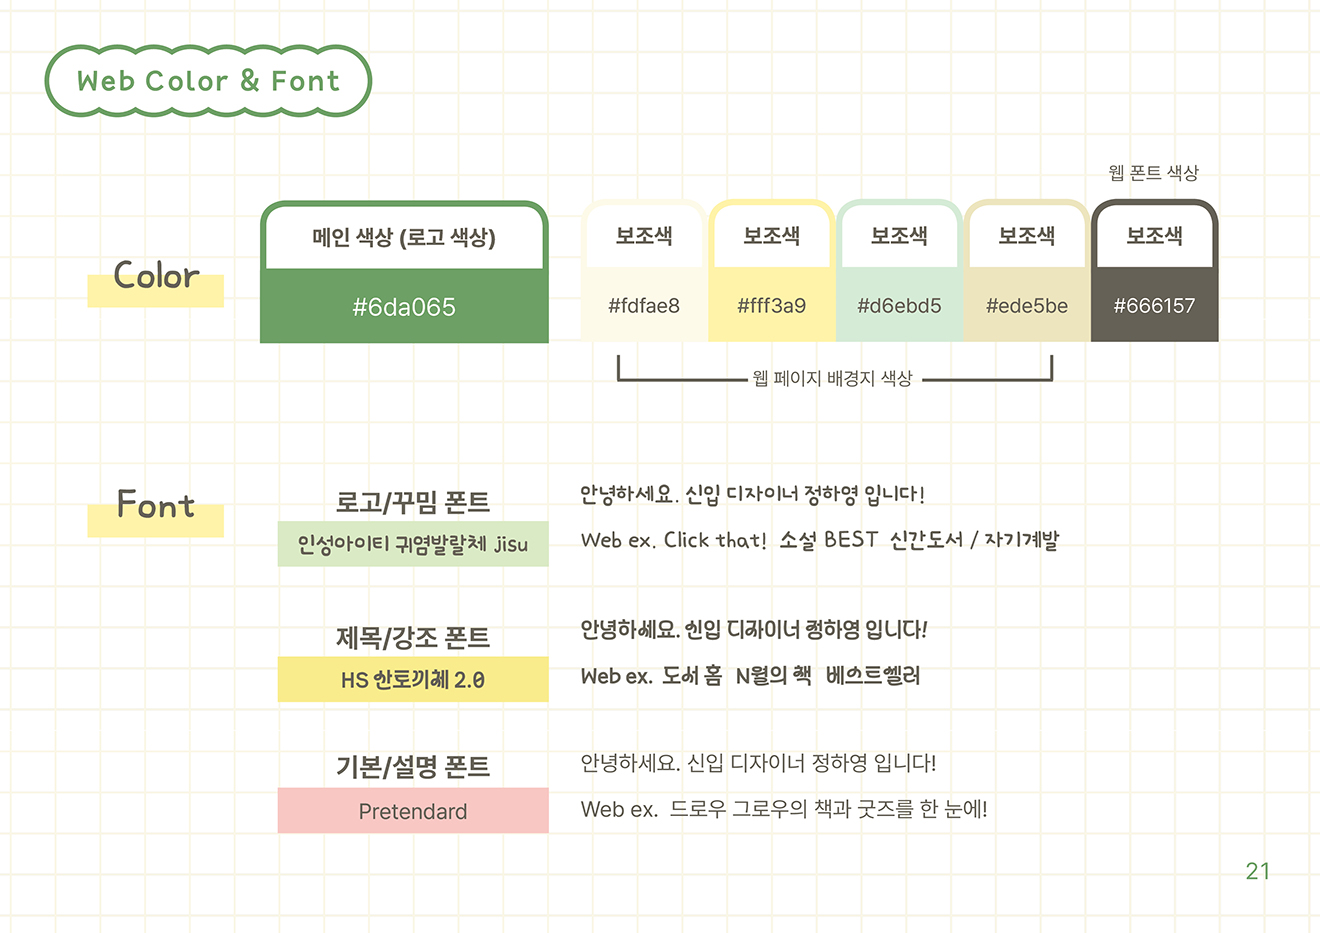 Web Color & Font
웹 폰트 색상
Color
메인 색상 (로고 색상)
#6da065
보조색
#fdfae8
보조색
#fff3a9
보조색
#d6ebd5
보조색
#ede5be
보조색
#666157
웹 페이지 배경지 색상
Font
로고/꾸밈 폰트
인성아이티 귀염발랄체 jisu
안녕하세요. 신입 디자이너 정하영 입니다!
Web ex. Click that! 소설 BEST 신간도서 / 자기계발
제목/강조 폰트
HS 산토끼체 2.0
안녕하세요. 신입 디자이너 정하영 입니다!
Web ex. 도서 홈 N월의 책 베스트셀러
기본/설명 폰트
Pretendard
안녕하세요. 신입 디자이너 정하영 입니다!
Web ex. 드로우 그로우의 책과 굿즈를 한 눈에!
21